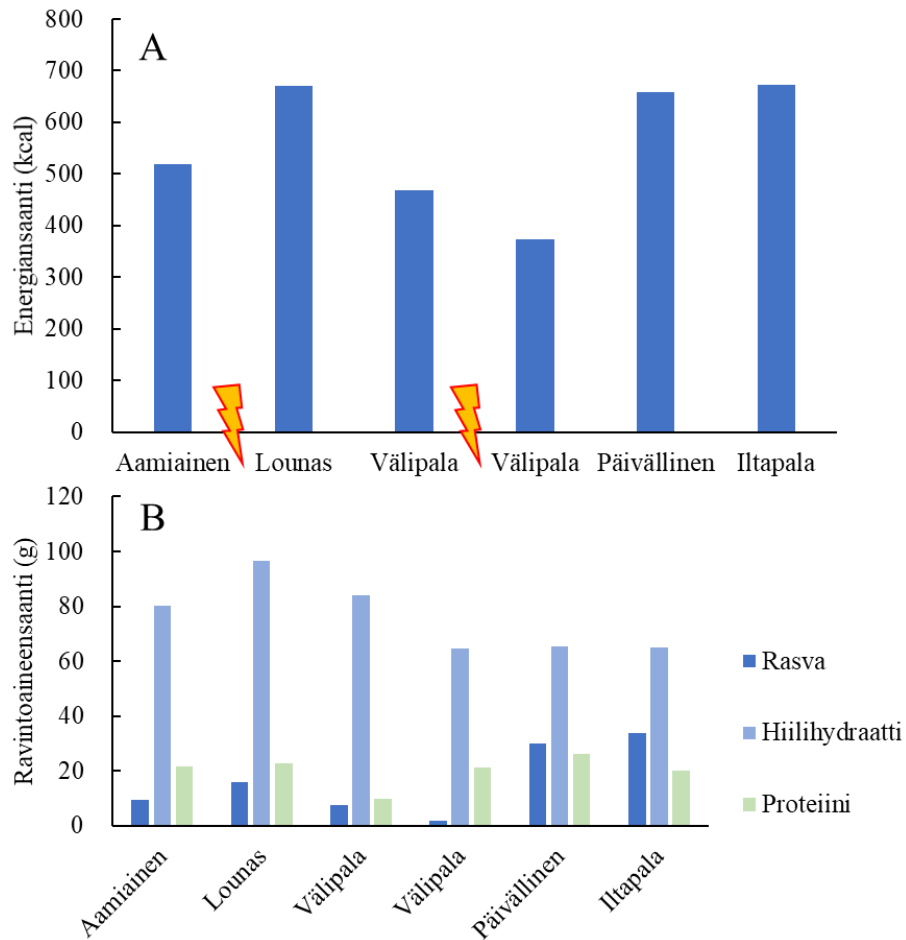 A
Energiansaanti (kcal)
800
700
600
500
400
300
200
100
0
Aamiainen Lounas Välipala Välipala Päivällinen Iltapala
B
Ravintoaineensaanti (g)
120
100
80
60
40
20
0
Aamiainen Lounas Välipala Välipala Päivällinen Iltapala
Rasva
Hiilihydraatti
Proteiini